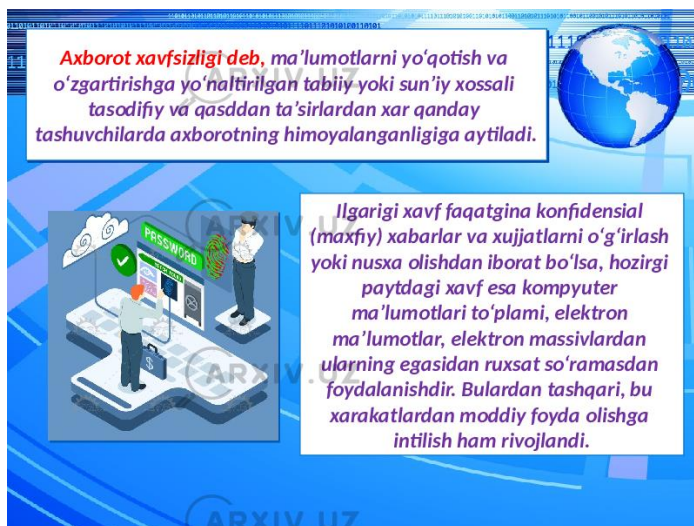 Axborot xavfsizligi deb, ma’lumotlarni yo‘qotish va
o‘zgartirishga yo‘naltirilgan tabiiy yoki sun’iy xossali
tasodifiy va qasddan ta’sirlardan xar qanday
tashuvchilarda axborotning himoyalanganligiga aytiladi.
ARXIV.UZ
PASSWORD
Ilgarigi xavf faqatgina konfidensial
(maxfiy) xabarlar va xujjatlarni o‘g‘irlash
yoki nusxa olishdan iborat bo‘lsa, hozirgi
paytdagi xavf esa kompyuter
ma’lumotlari to‘plami, elektron
ma’lumotlar, elektron massivlardan
ularning egasidan ruxsat so‘ramasdan
foydalanishdir. Bulardan tashqari, bu
xarakatlardan moddiy foyda olishga
intilish ham rivojlandi.
ARXIV.UZ
ARXIV.UZ
ARXIV.UZ